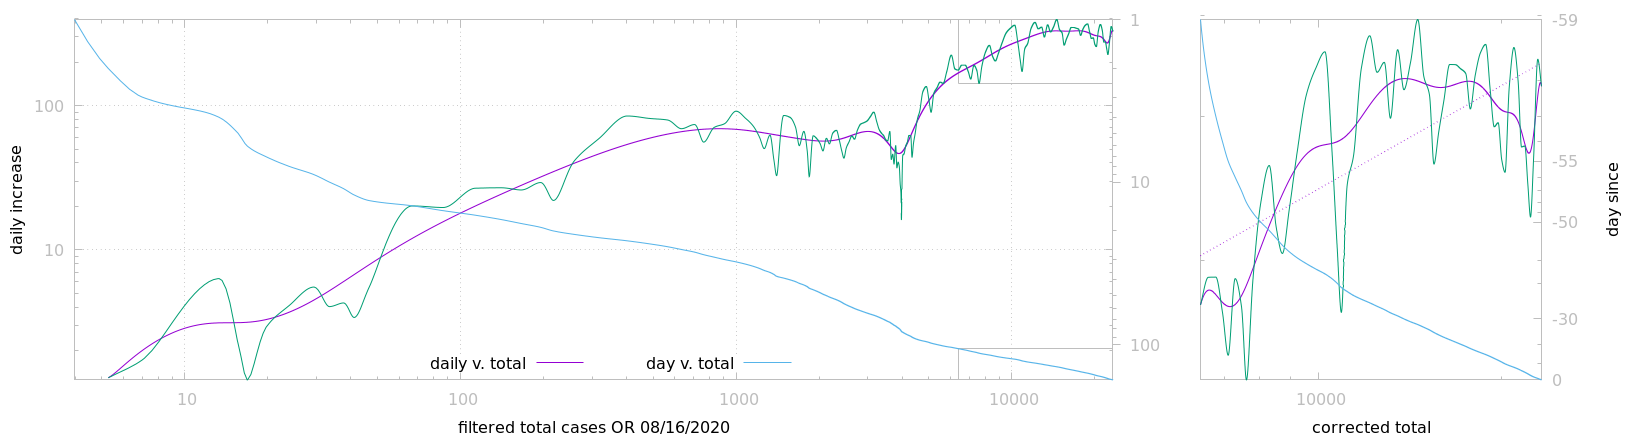 1
-59
100
daily increase
10
-55
10
-50
day since
-30
daily v. total
day v. total
100
0
10
100
1000
10000
10000
filtered total cases OR 08/16/2020
corrected total